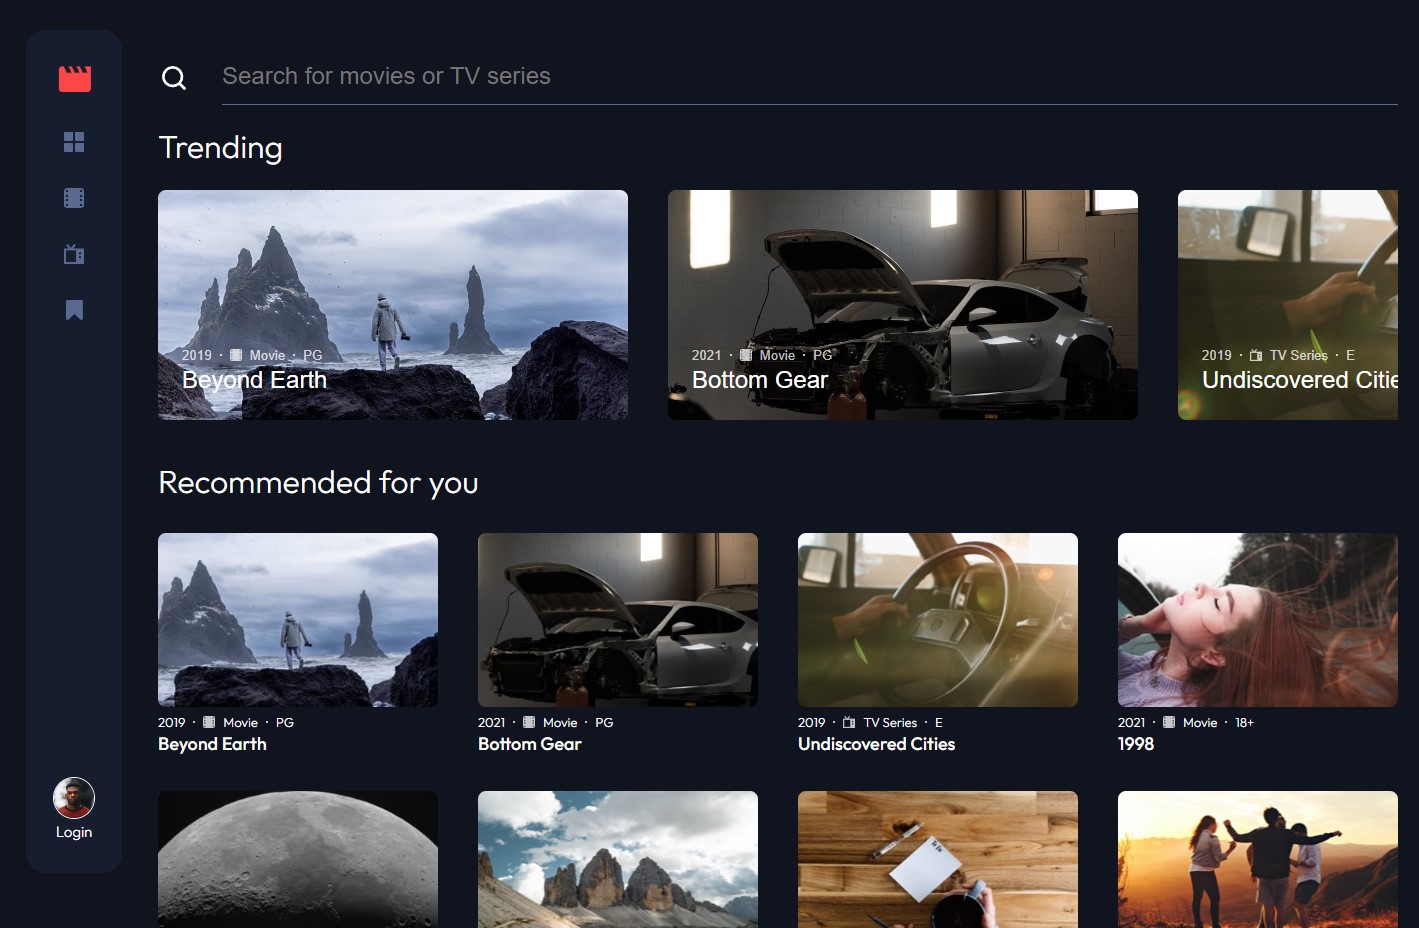 Search for movies or TV series
Trending
2019 · Movie · PG
Beyond Earth
2021 · Movie · PG
Bottom Gear
2019 · TV Series · E
Undiscovered Citie
Recommended for you
2019 · Movie · PG
Beyond Earth
2021 · Movie · PG
Bottom Gear
2019 · TV Series · E
Undiscovered Cities
2021 · Movie · 18+
1998
To Do
Login